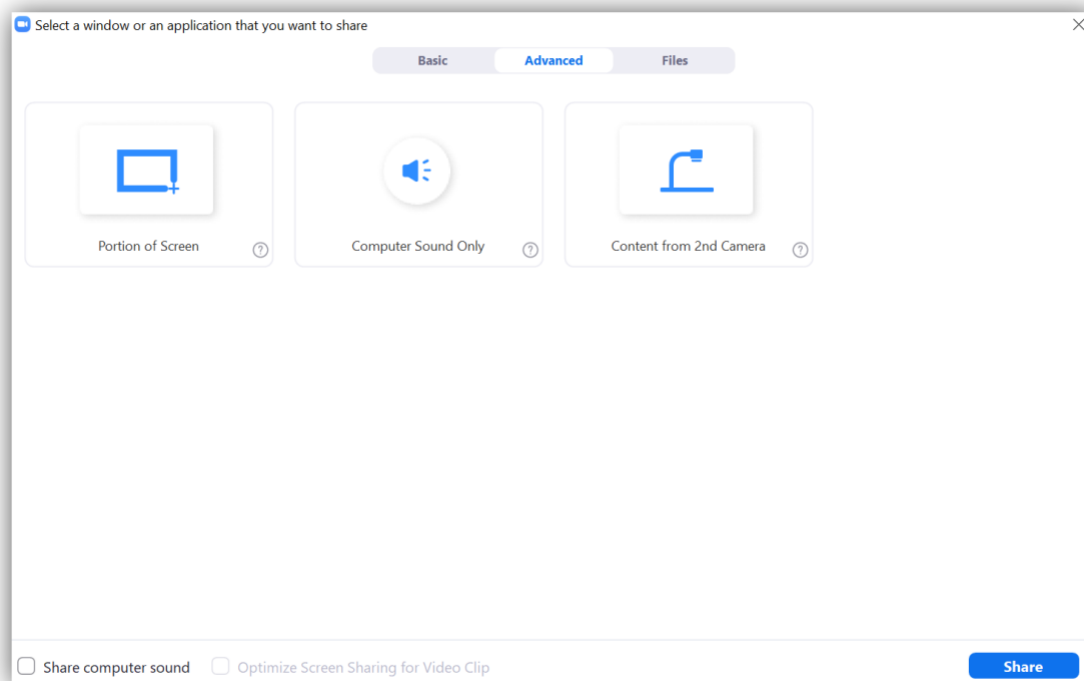 Select a window or an application that you want to share
Basic Advanced Files
Portion of Screen ? Computer Sound Only ? Content from 2nd Camera ?
Share computer sound Optimize Screen Sharing for Video Clip Share